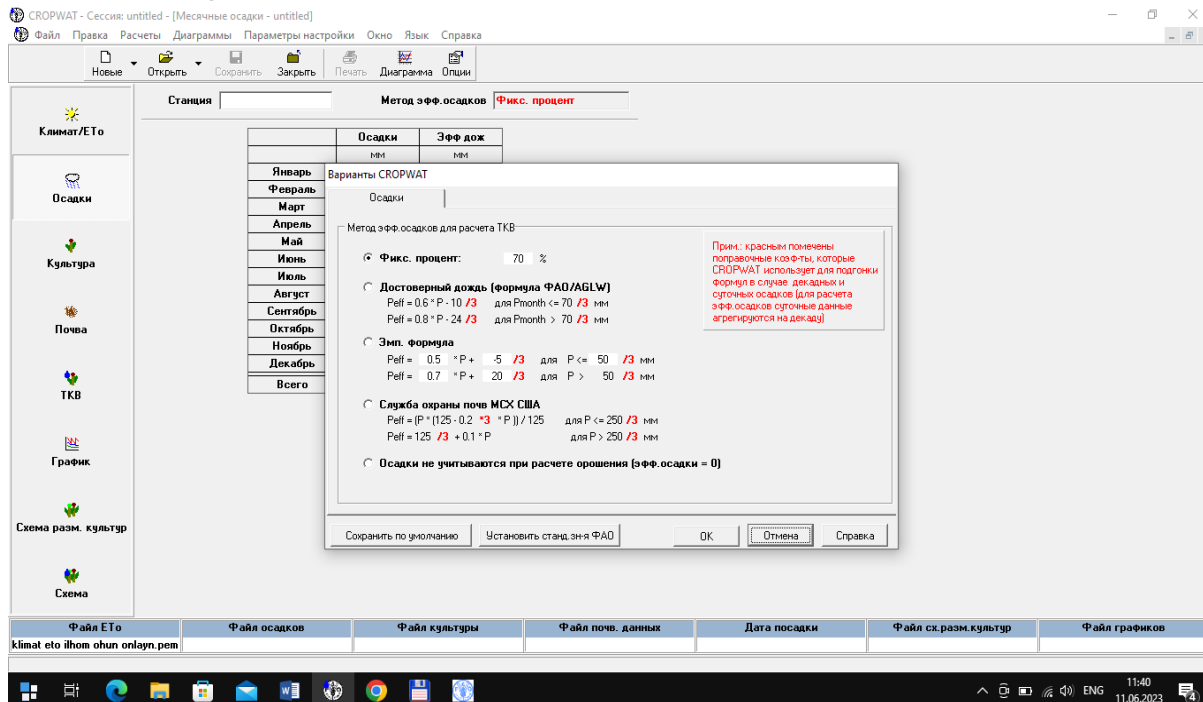 CROPWAT - Сессия: untitled - [Месячные осадки - untitled]
Файл Правка Расчеты Диаграммы Параметры настройки Окно Язык Справка
Новые Открыть Сохранить Закрыть Печать Диаграмма Опции
Станция Метод эфф.осадков Фикс. процент
Климат/ЕТо
Осадки
Культура
Почва
ТКВ
График
Схема разм. культур
Схема
Осадки Эфф дож
мм мм
Январь
Февраль
Март
Апрель
Май
Июнь
Июль
Август
Сентябрь
Октябрь
Ноябрь
Декабрь
Всего
Варианты CROPWAT
Осадки
Метод эфф.осадков для расчета ТКВ
Фикс. процент: 70 %
Достоверный дождь (формула ФАО/AGLW)
Peff = 0.6 * P - 10 /3 для Pmonth <= 70 /3 мм
Peff = 0.8 * P - 24 /3 для Pmonth > 70 /3 мм
Эмп. формула
Peff = 0.5 * P + -5 /3 для P <= 50 /3 мм
Peff = 0.7 * P + 20 /3 для P > 50 /3 мм
Служба охраны почв МСХ США
Peff = (P * (125 - 0.2 *3 * P)) / 125 для P <= 250 /3 мм
Peff = 125 /3 + 0.1 * P для P > 250 /3 мм
Осадки не учитываются при расчете орошения (эфф.осадки = 0)
Прим.: красным помечены
поправочные коэф-ты, которые
CROPWAT использует для подгонки
формул в случае декадных и
суточных осадков (для расчета
эфф.осадков суточные данные
агрегируются на декаду)
Сохранить по умолчанию Установить станд.зн-я ФАО OK Отмена Справка
Файл ЕТо Файл осадков Файл культуры Файл почв. данных Дата посадки Файл сх.разм.культур Файл графиков
klimat eto ilhom ohun onlayn.pem
ENG 11:40
11.06.2023
4